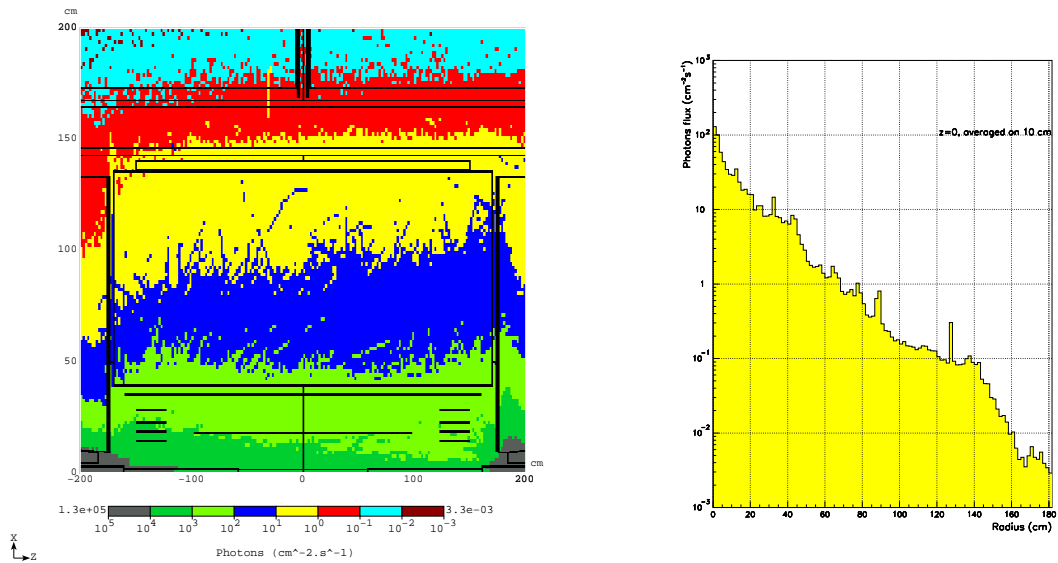 cm
200
150
100
50
0
-200
-100
0
100
200
cm
1.3e+05
3.3e-03
10^5 10^4 10^3 10^2 10^1 10^0 10^-1 10^-2 10^-3
Photons (cm^-2.s^-1)
X
Z
Photons flux (cm⁻²s⁻¹)
10^3
10^2
10
1
10^-1
10^-2
10^-3
z=0, averaged on 10 cm
0 20 40 60 80 100 120 140 160 180
Radius (cm)